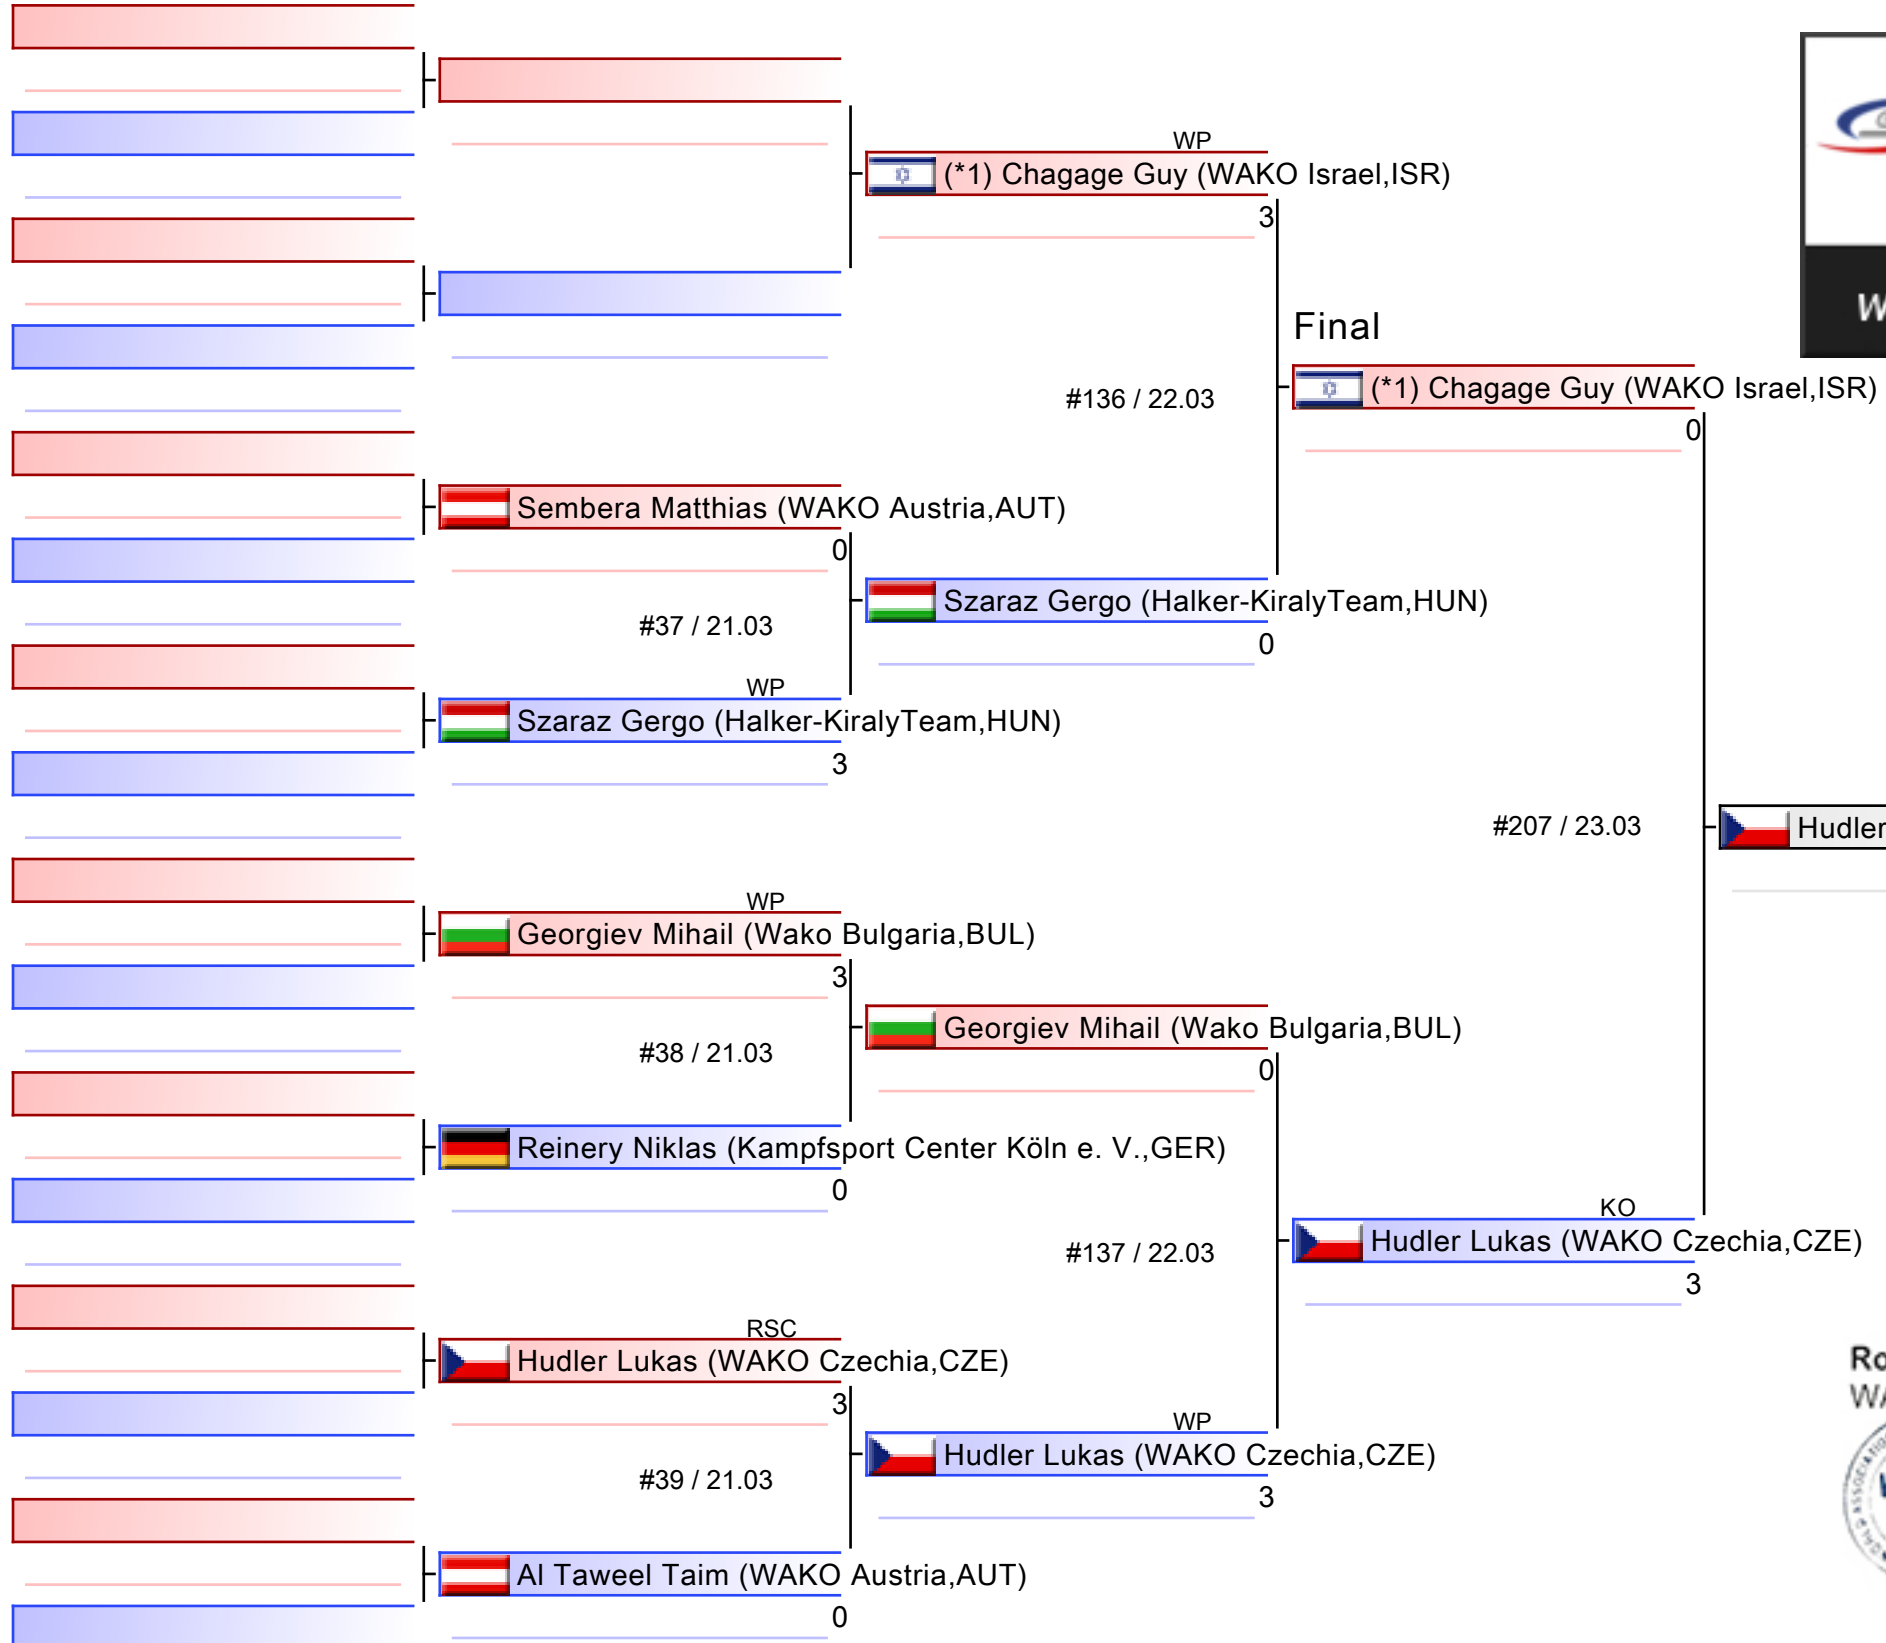 WP
(*1) Chagage Guy (WAKO Israel,ISR)
3
Final
#136 / 22.03
(*1) Chagage Guy (WAKO Israel,ISR)
0
Sembera Matthias (WAKO Austria,AUT)
0
Szaraz Gergo (Halker-KiralyTeam,HUN)
0
#37 / 21.03
WP
Szaraz Gergo (Halker-KiralyTeam,HUN)
3
#207 / 23.03
Hudler
WP
Georgiev Mihail (Wako Bulgaria,BUL)
3
Georgiev Mihail (Wako Bulgaria,BUL)
0
#38 / 21.03
Reinery Niklas (Kampfsport Center Köln e. V.,GER)
0
#137 / 22.03
KO
Hudler Lukas (WAKO Czechia,CZE)
3
RSC
Hudler Lukas (WAKO Czechia,CZE)
3
WP
Hudler Lukas (WAKO Czechia,CZE)
3
#39 / 21.03
Al Taweel Taim (WAKO Austria,AUT)
0